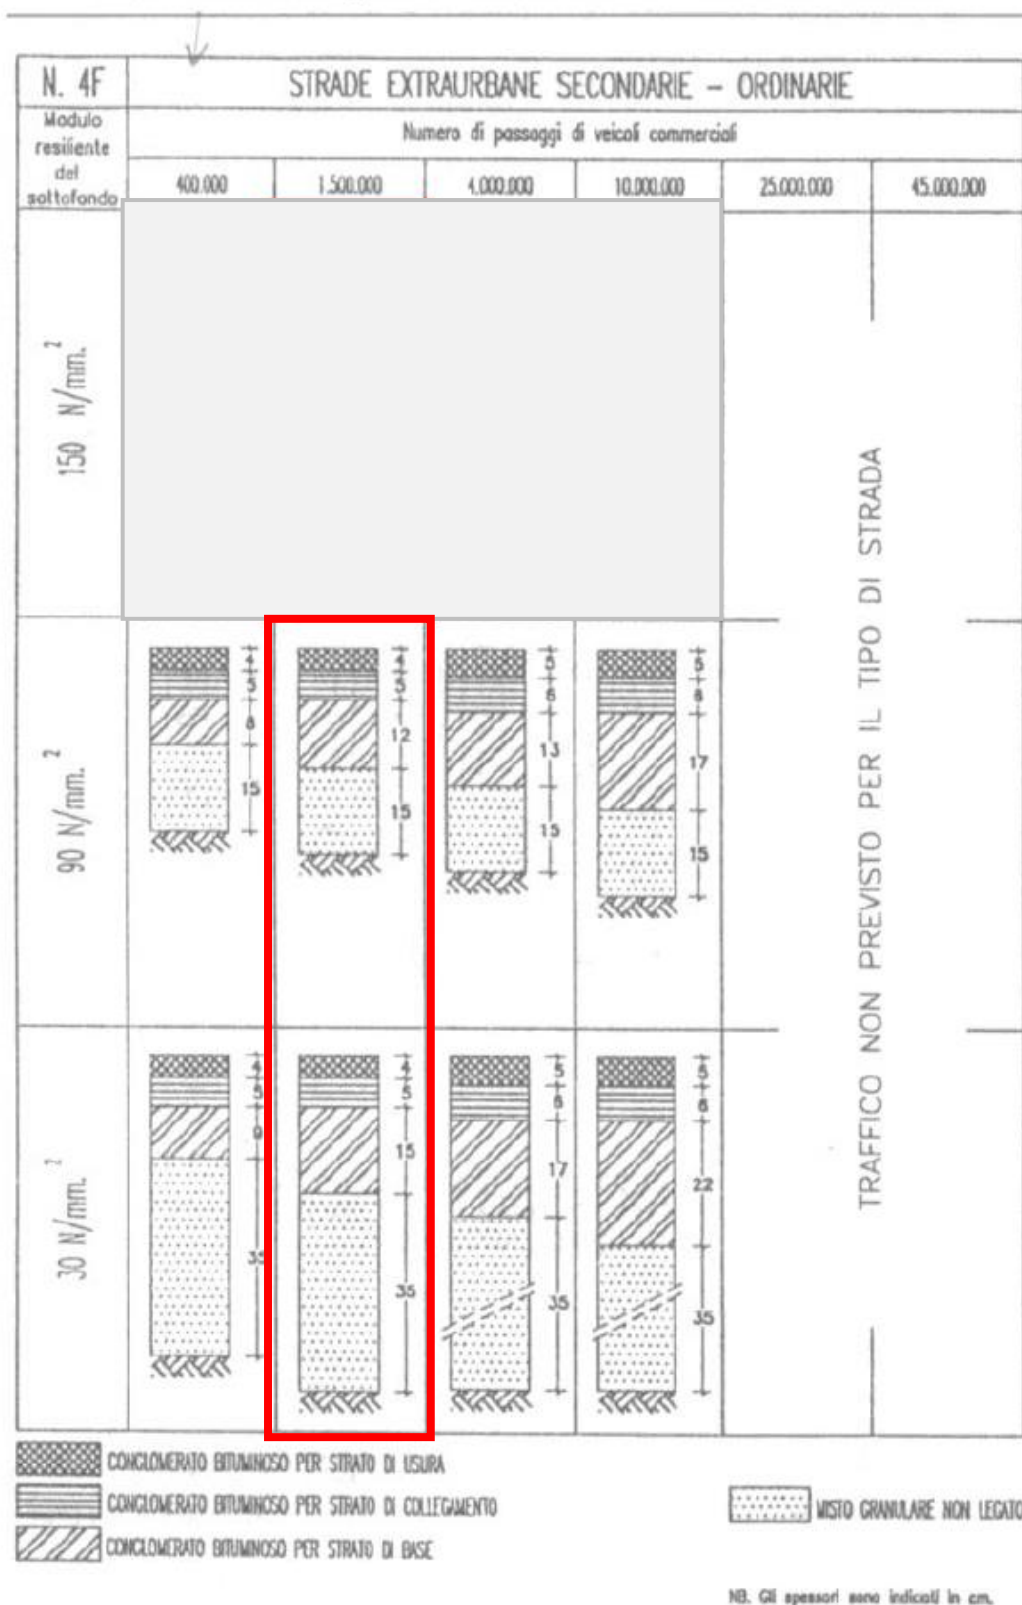 N. 4F
STRADE EXTRAURBANE SECONDARIE - ORDINARIE
Modulo
resiliente
del
sottofondo
Numero di passaggi di veicoli commerciali
400.000 1.500.000 4.000.000 10.000.000 25.000.000 45.000.000
150 N/mm.²
90 N/mm.²
4 4 5 5
5 5 6 6
8 12 13 17
15 15 15 15
30 N/mm.²
4 4 5 5
5 5 6 6
9 15 17 22
35 35 35 35
TRAFFICO NON PREVISTO PER IL TIPO DI STRADA
CONGLOMERATO BITUMINOSO PER STRATO DI USURA
CONGLOMERATO BITUMINOSO PER STRATO DI COLLEGAMENTO
CONGLOMERATO BITUMINOSO PER STRATO DI BASE
MISTO GRANULARE NON LEGATO
NB. Gli spessori sono indicati in cm.